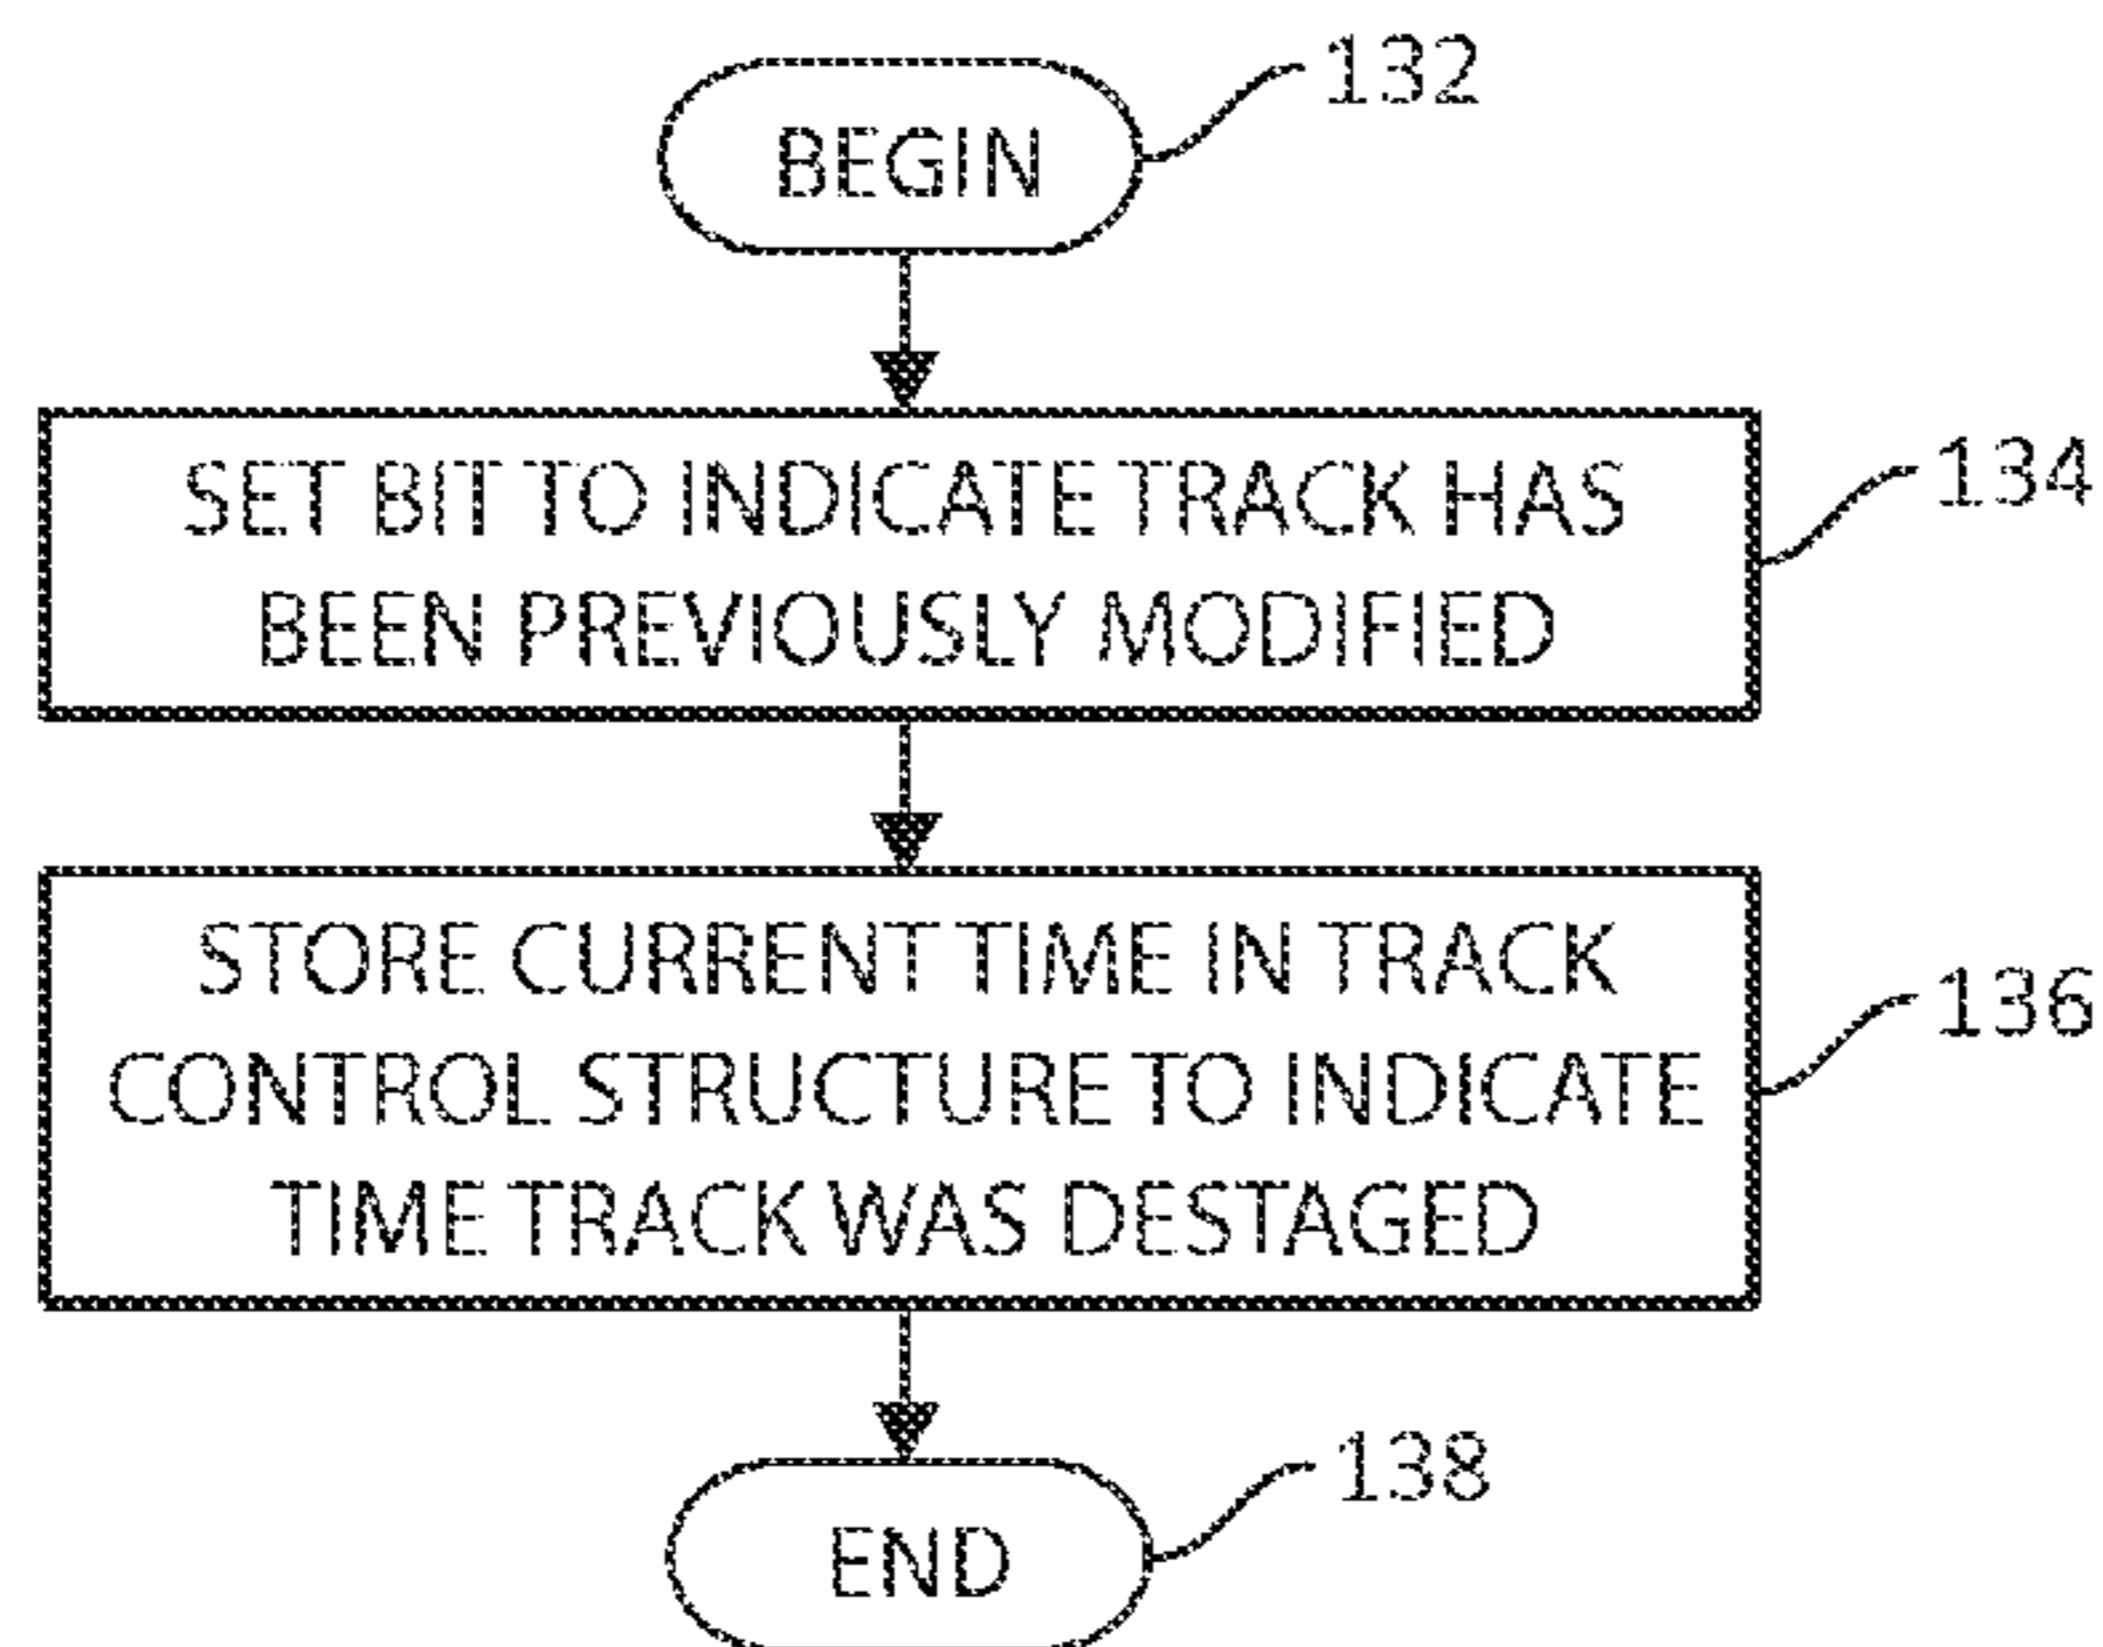 132
BEGIN
SET BIT TO INDICATE TRACK HAS
BEEN PREVIOUSLY MODIFIED
134
STORE CURRENT TIME IN TRACK
CONTROL STRUCTURE TO INDICATE
TIME TRACK WAS DESTAGED
136
END
138